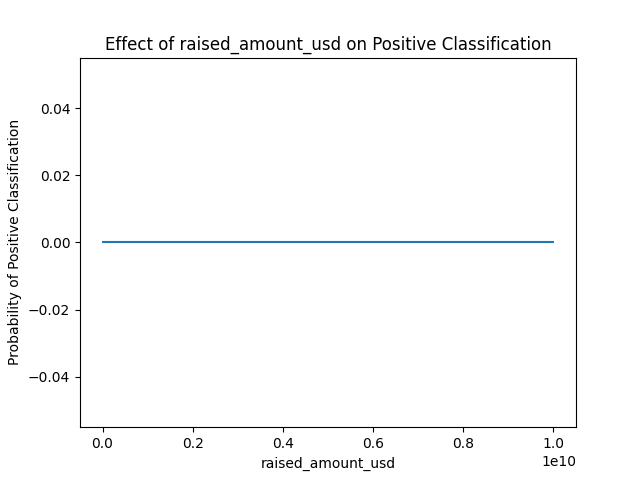 Effect of raised_amount_usd on Positive Classification
Probability of Positive Classification
0.04
0.02
0.00
−0.02
−0.04
0.0 0.2 0.4 0.6 0.8 1.0
1e10
raised_amount_usd